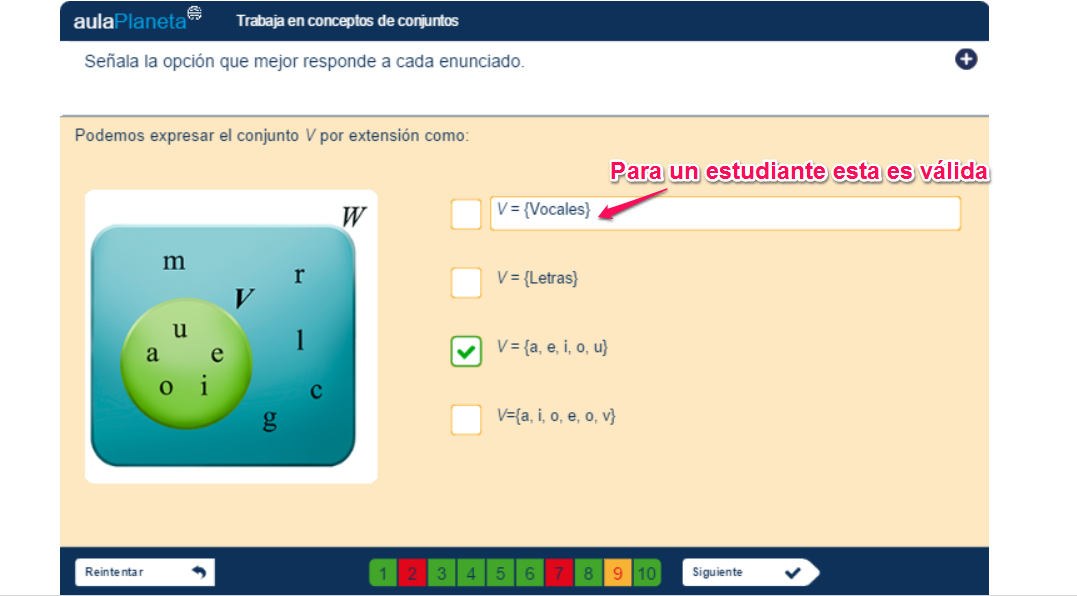 aulaPlaneta Trabaja en conceptos de conjuntos
Señala la opción que mejor responde a cada enunciado.
Podemos expresar el conjunto V por extensión como:
Para un estudiante esta es válida
W
m
r
V
u
a
e
l
o
i
c
g
V = {Vocales}
V = {Letras}
V = {a, e, i, o, u}
V={a, i, o, e, o, v}
Reintentar
1 2 3 4 5 6 7 8 9 10
Siguiente